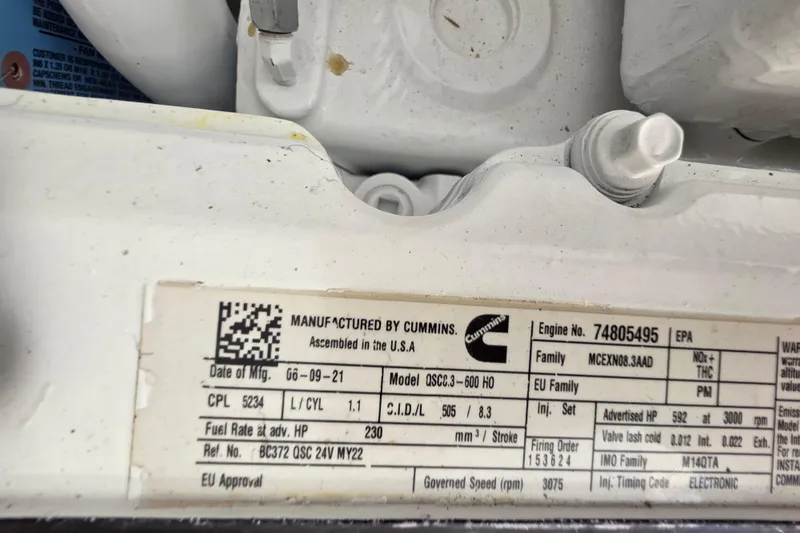 MANUFACTURED BY CUMMINS.
Assembled in the U.S.A
Cummins
Engine No. 74805495
EPA
Family MCEXN08.3AAD
NOx+
THC
EU Family
PM
Date of Mfg. 06-09-21
Model QSC8.3-600 HO
CPL 5234
L/CYL 1.1
C.I.D./L 505 / 8.3
Inj. Set
Advertised HP 592 at 3000 rpm
Fuel Rate at adv. HP 230 mm³/ Stroke
Valve lash cold 0.012 Int. 0.022 Exh.
Firing Order
153624
Ref. No. BC372 QSC 24V MY22
IMO Family M14QTA
EU Approval
Governed Speed (rpm) 3075
Inj. Timing Code ELECTRONIC